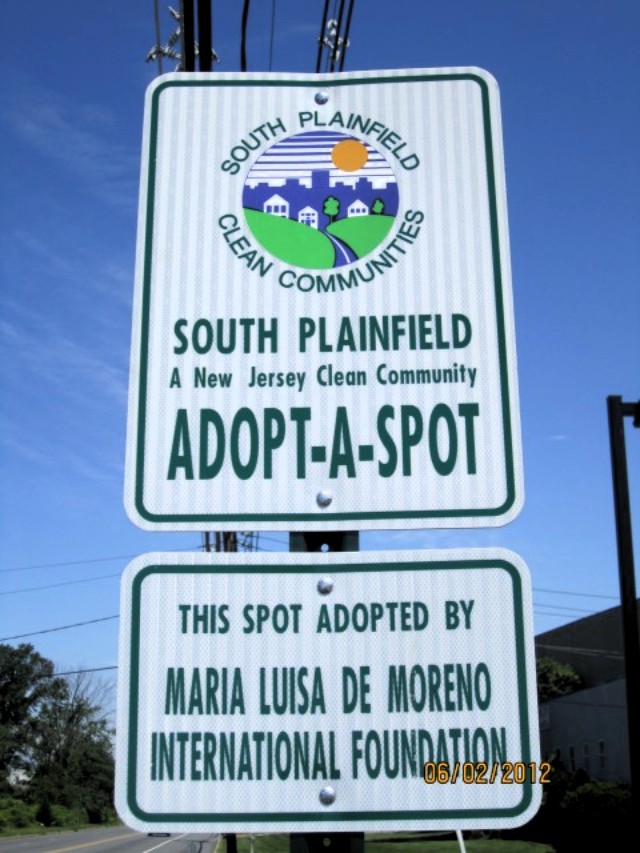 SOUTH PLAINFIELD
CLEAN COMMUNITIES
SOUTH PLAINFIELD
A New Jersey Clean Community
ADOPT-A-SPOT
THIS SPOT ADOPTED BY
MARIA LUISA DE MORENO
INTERNATIONAL FOUNDATION
06/02/2012